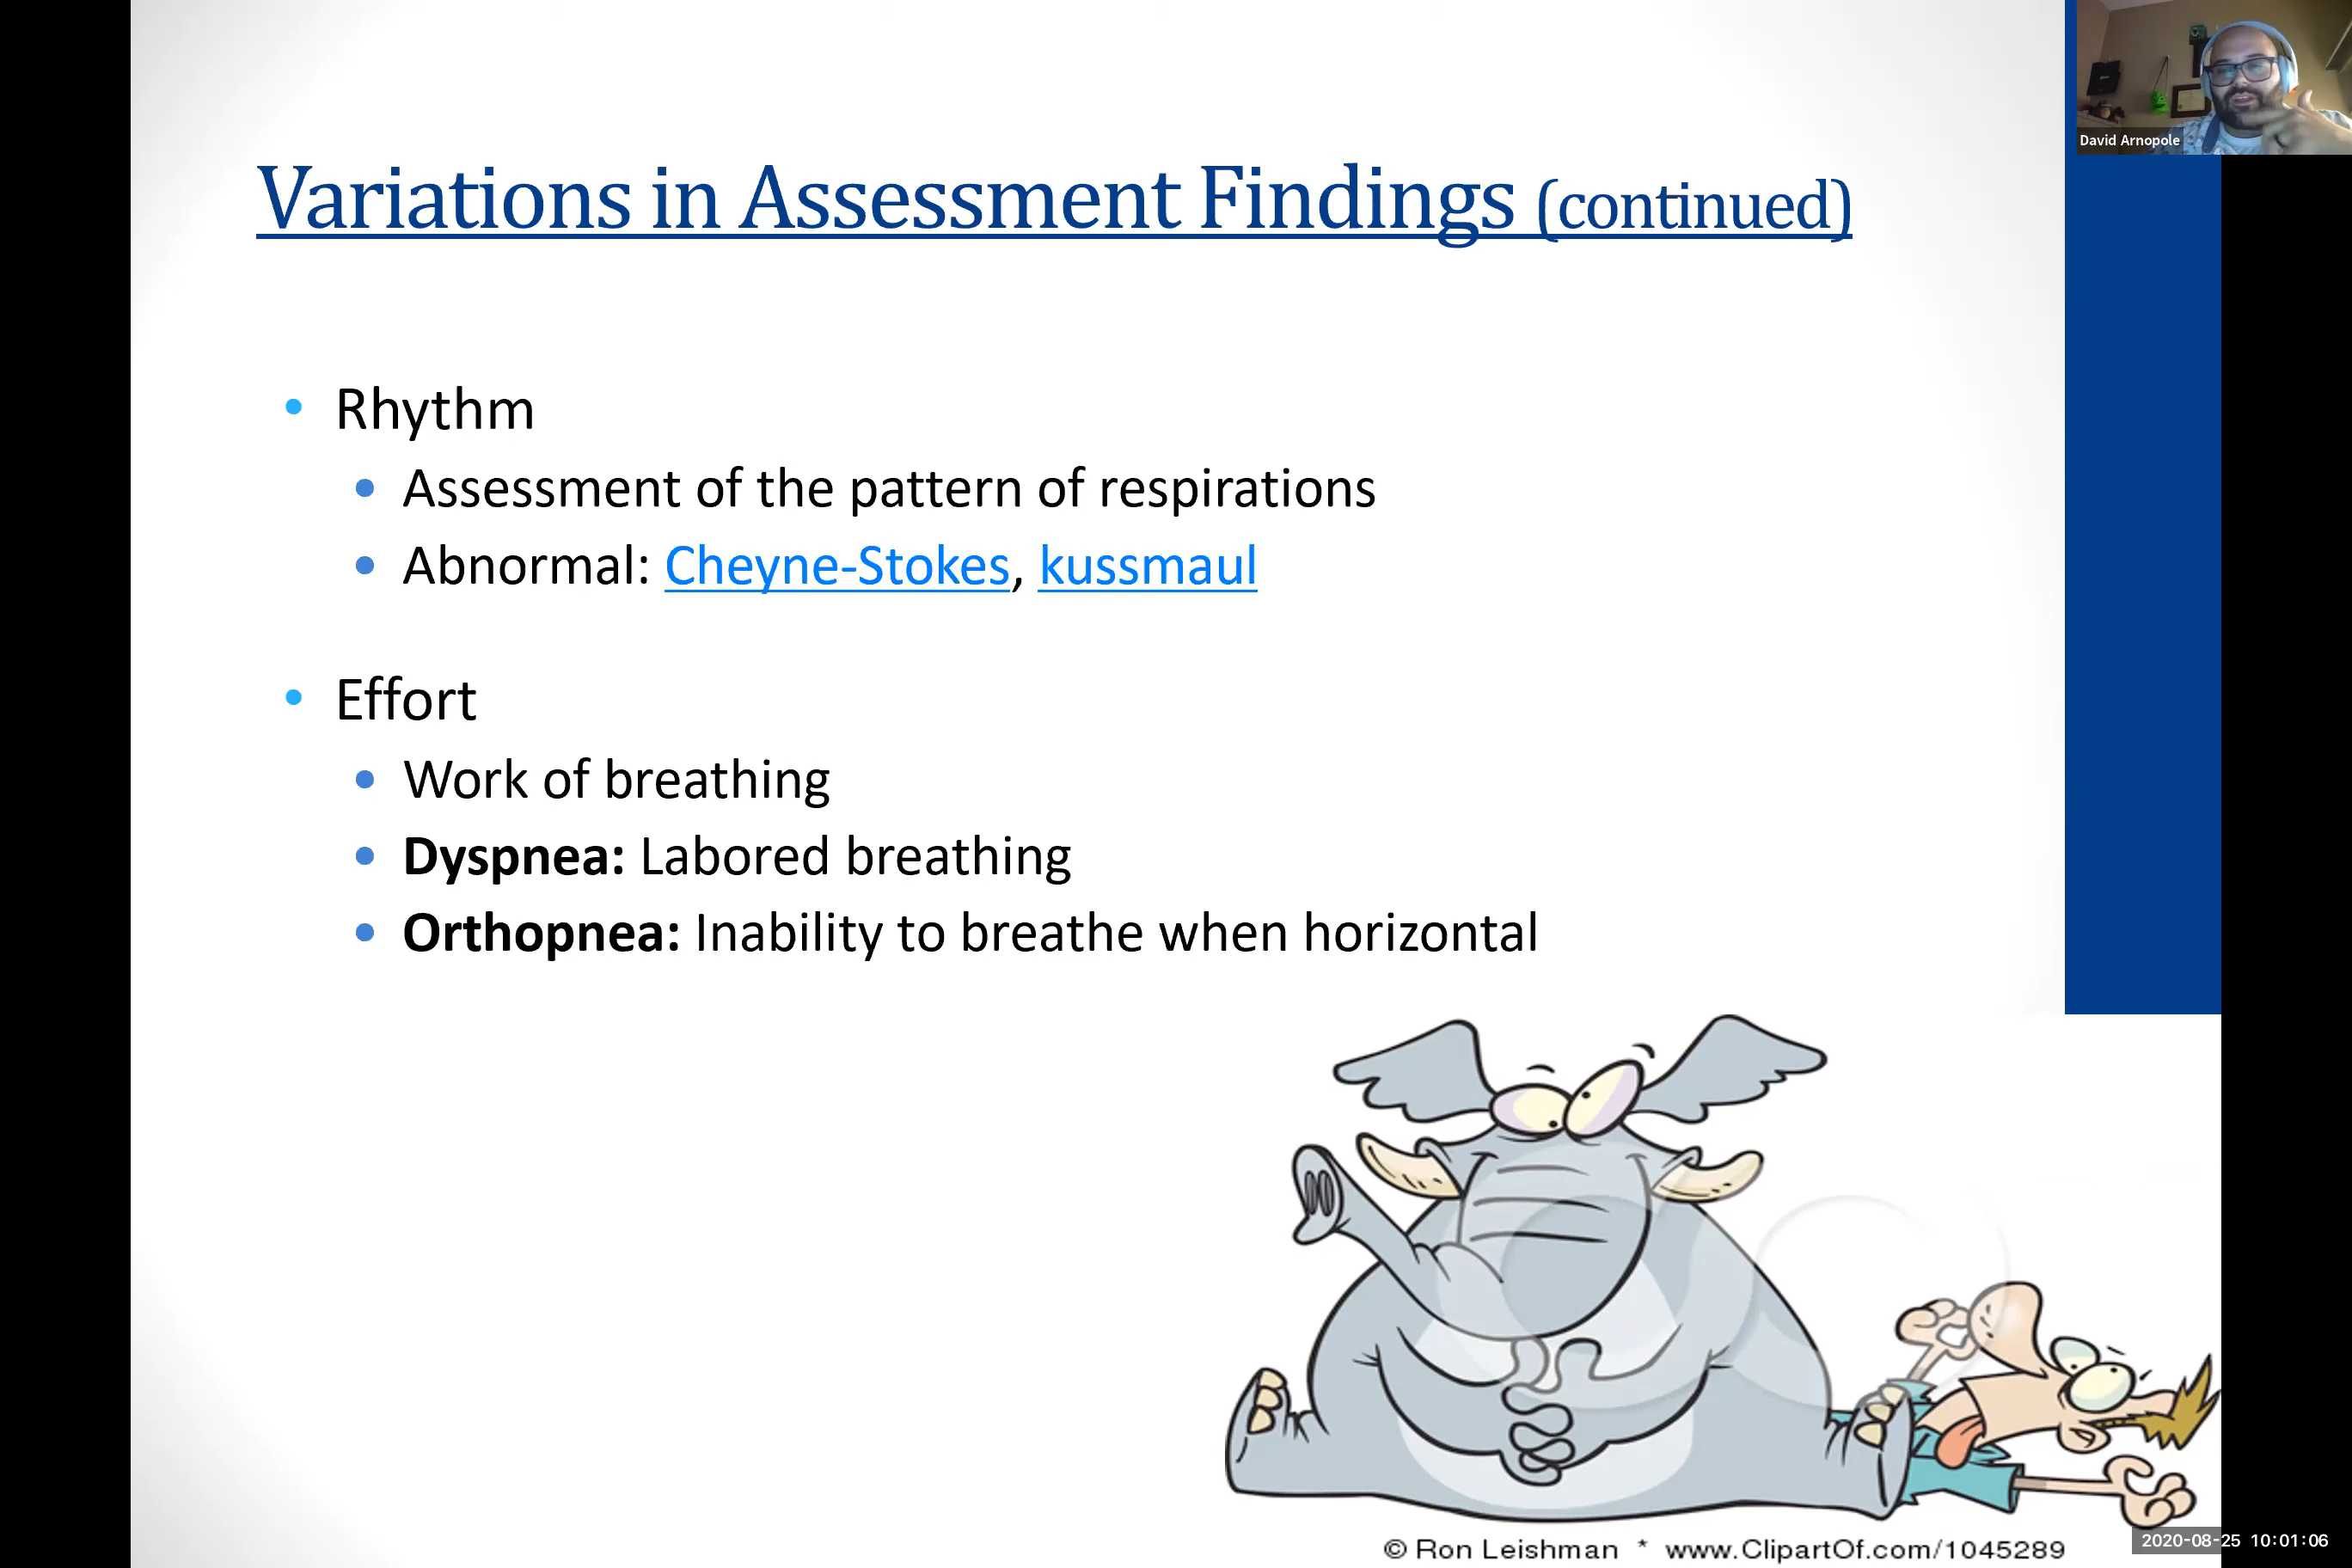 David Arnopole
Variations in Assessment Findings (continued)
• Rhythm
• Assessment of the pattern of respirations
• Abnormal: Cheyne-Stokes, kussmaul
• Effort
• Work of breathing
• Dyspnea: Labored breathing
• Orthopnea: Inability to breathe when horizontal
© Ron Leishman * www.ClipartOf.com/1045289
2020-08-25 10:01:06